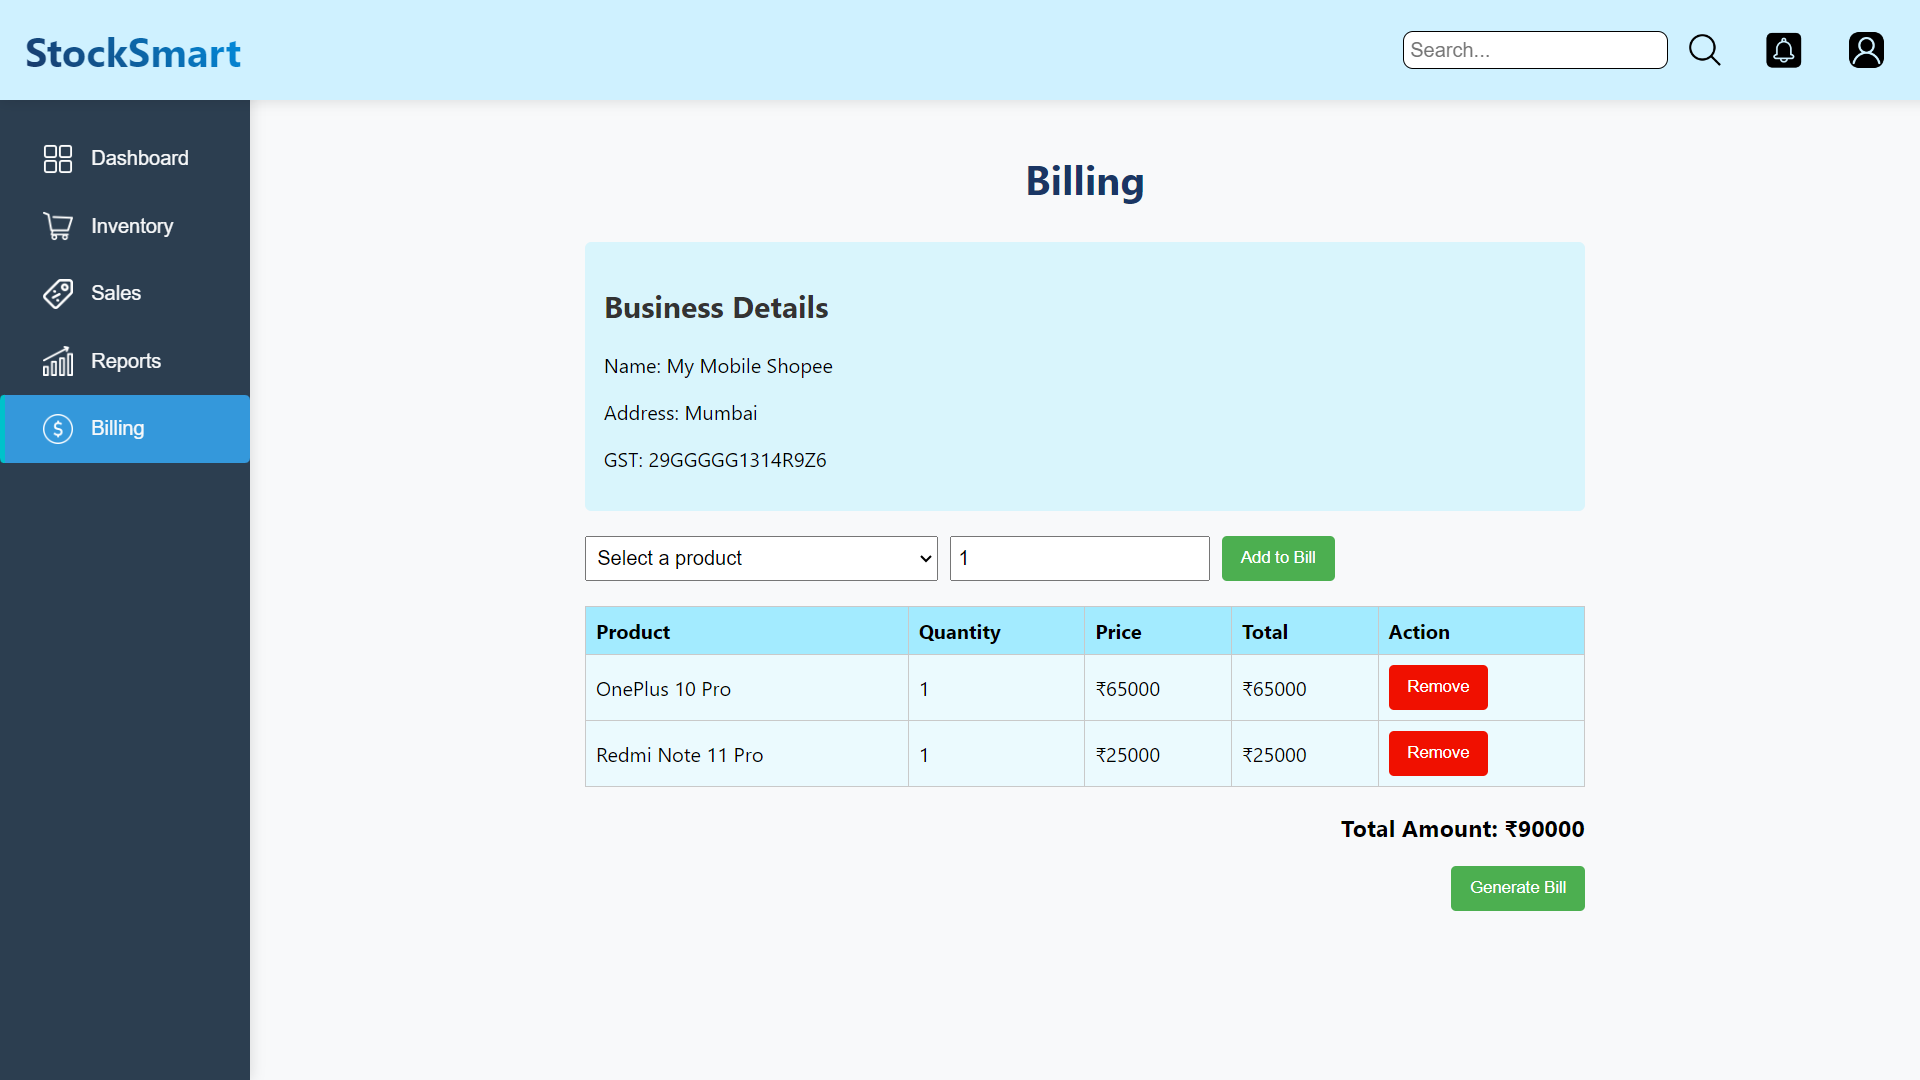 StockSmart
Search...
Dashboard
Inventory
Sales
Reports
$ Billing
Billing
Business Details
Name: My Mobile Shopee
Address: Mumbai
GST: 29GGGGG1314R9Z6
Select a product 1 Add to Bill
Product Quantity Price Total Action
OnePlus 10 Pro 1 ₹65000 ₹65000 Remove
Redmi Note 11 Pro 1 ₹25000 ₹25000 Remove
Total Amount: ₹90000
Generate Bill